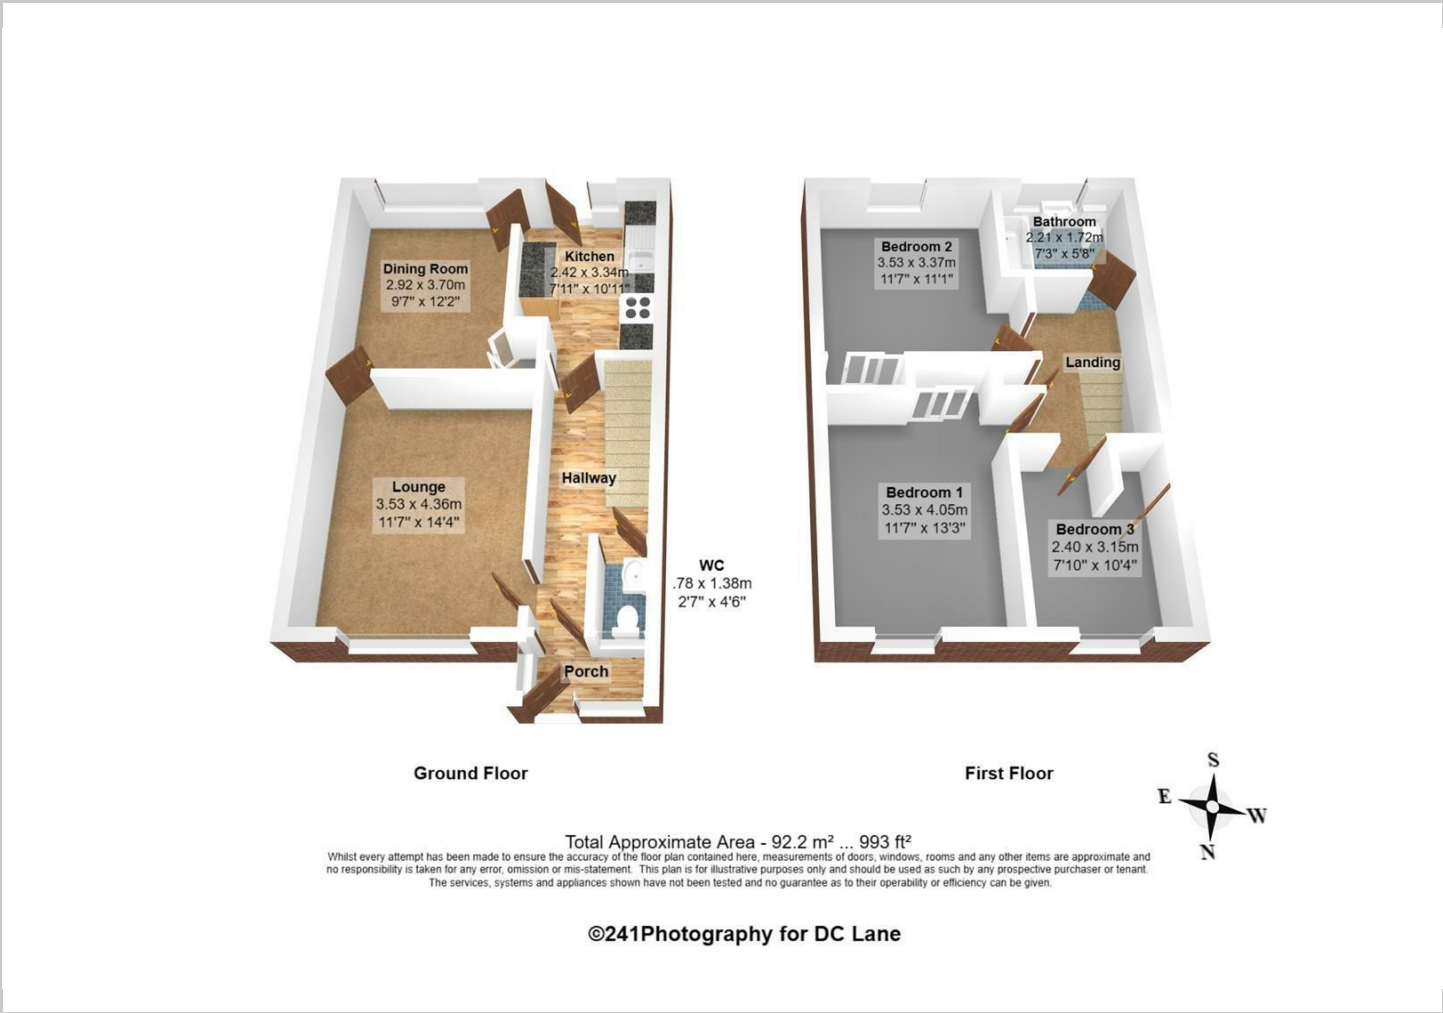 Dining Room
2.92 x 3.70m
9'7" x 12'2"
Kitchen
2.42 x 3.34m
7'11" x 10'11"
Lounge
3.53 x 4.36m
11'7" x 14'4"
Hallway
WC
.78 x 1.38m
2'7" x 4'6"
Porch
Bedroom 2
3.53 x 3.37m
11'7" x 11'1"
Bathroom
2.21 x 1.72m
7'3" x 5'8"
Landing
Bedroom 1
3.53 x 4.05m
11'7" x 13'3"
Bedroom 3
2.40 x 3.15m
7'10" x 10'4"
Ground Floor
First Floor
S
E
W
N
Total Approximate Area - 92.2 m² ... 993 ft²
Whilst every attempt has been made to ensure the accuracy of the floor plan contained here, measurements of doors, windows, rooms and any other items are approximate and
no responsibility is taken for any error, omission or mis-statement. This plan is for illustrative purposes only and should be used as such by any prospective purchaser or tenant.
The services, systems and appliances shown have not been tested and no guarantee as to their operability or efficiency can be given.
©241Photography for DC Lane